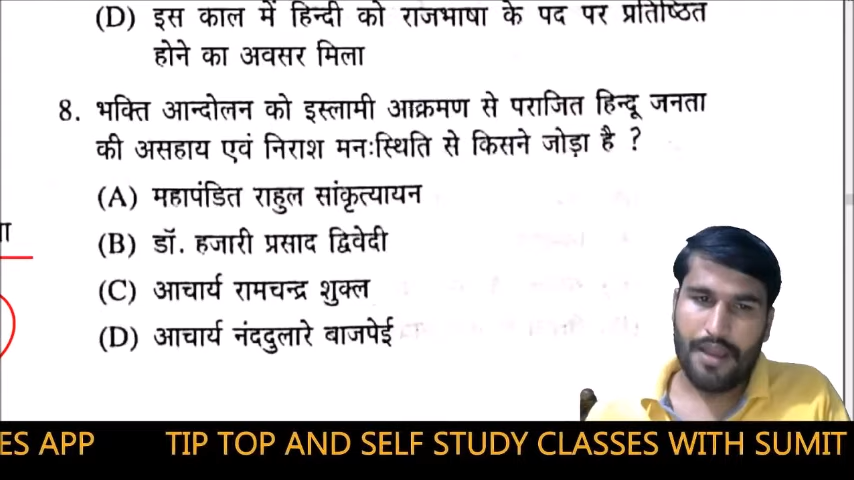 (D) इस काल में हिन्दी को राजभाषा के पद पर प्रतिष्ठित
होने का अवसर मिला
8. भक्ति आन्दोलन को इस्लामी आक्रमण से पराजित हिन्दू जनता
की असहाय एवं निराश मनःस्थिति से किसने जोड़ा है ?
(A) महापंडित राहुल सांकृत्यायन
(B) डॉ. हजारी प्रसाद द्विवेदी
(C) आचार्य रामचन्द्र शुक्ल
(D) आचार्य नंददुलारे बाजपेई
ES APP TIP TOP AND SELF STUDY CLASSES WITH SUMIT